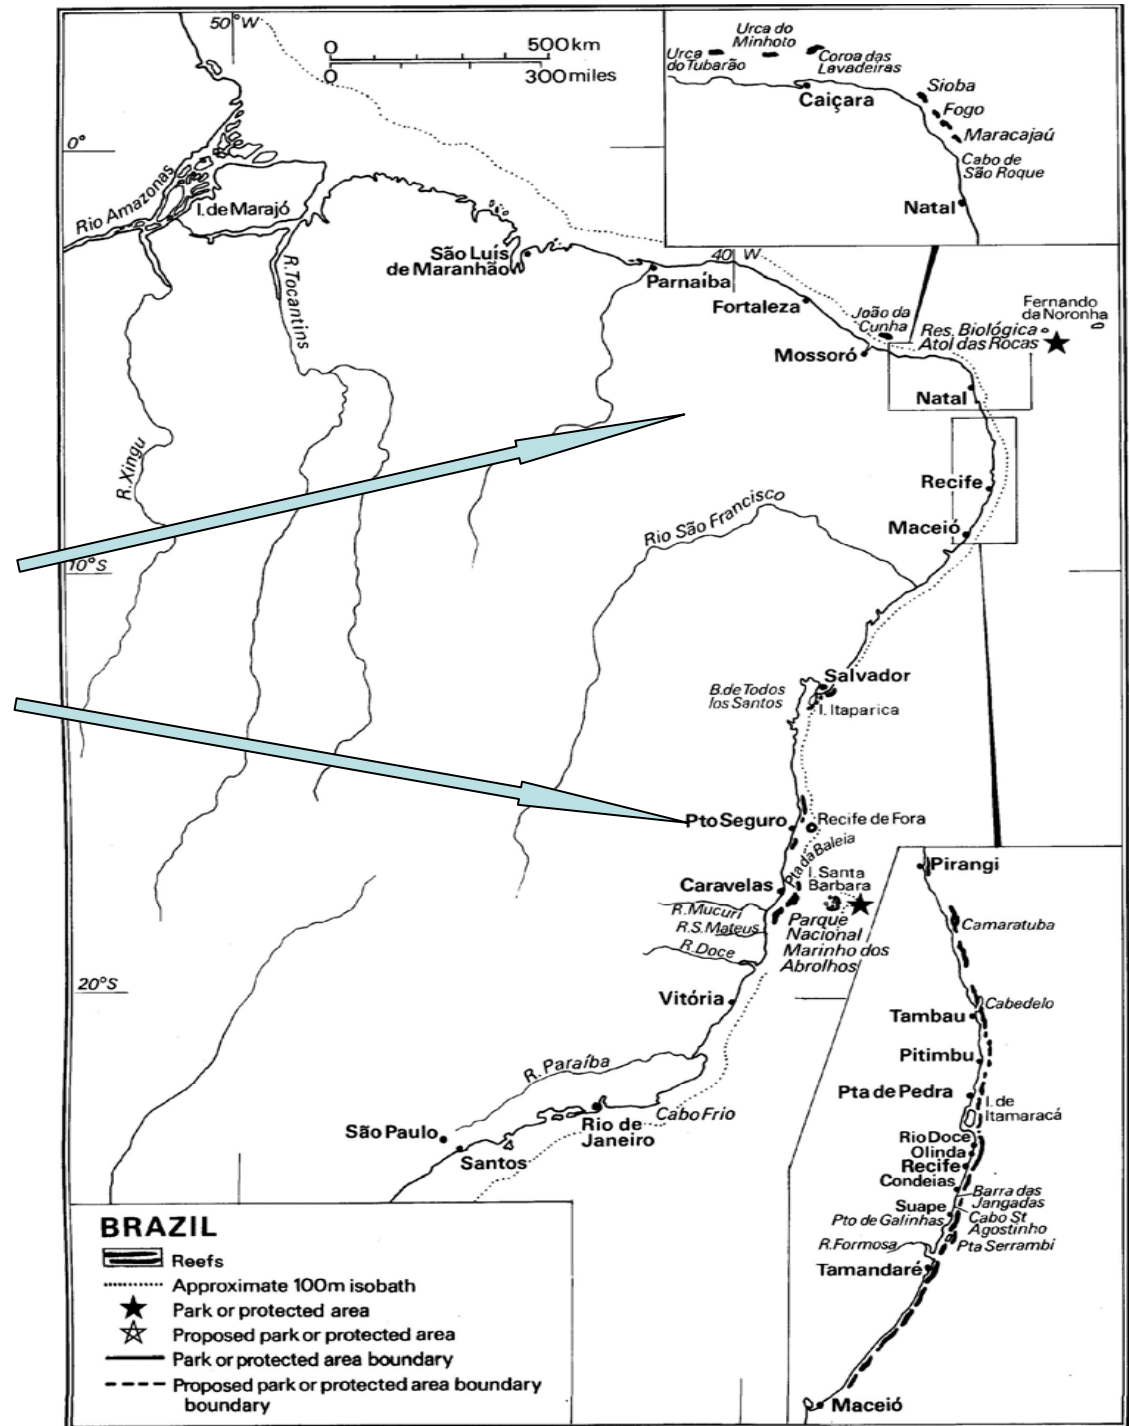 50°W
0
500km
0
300miles
Urca do
Minhoto
Urca
do Tubarão
Coroa das
Lavadeiras
Caiçara
Sioba
Fogo
Maracajaú
Cabo de
São Roque
Natal
0°
Rio Amazonas
I. de Marajó
R. Tocantins
São Luís
de Maranhão
Parnaíba
40°W
Fortaleza
João da
Cunha
Mossoró
Fernando
da Noronha
Res. Biológica
Atol das Rocas
Natal
R. Xingu
Recife
Rio São Francisco
Maceió
10°S
Salvador
B. de Todos
los Santos
I. Itaparica
Pto Seguro
Recife de Fora
Pta da Baleia
I. Santa
Barbara
Caravelas
R. Mucuri
R.S. Mateus
R. Doce
Parque
Nacional
Marinho dos
Abrolhos
20°S
Vitória
R. Paraíba
Cabo Frio
Rio de
Janeiro
São Paulo
Santos
Pirangi
Camaratuba
Cabedelo
Tambau
Pitimbu
Pta de Pedra
I. de
Itamaracá
Rio Doce
Olinda
Recife
Condeias
Barra das
Jangadas
Suape
Cabo St
Agostinho
Pto de Galinhas
Pta Serrambi
R. Formosa
Tamandaré
Maceió
BRAZIL
Reefs
Approximate 100m isobath
Park or protected area
Proposed park or protected area
Park or protected area boundary
Proposed park or protected area boundary
boundary